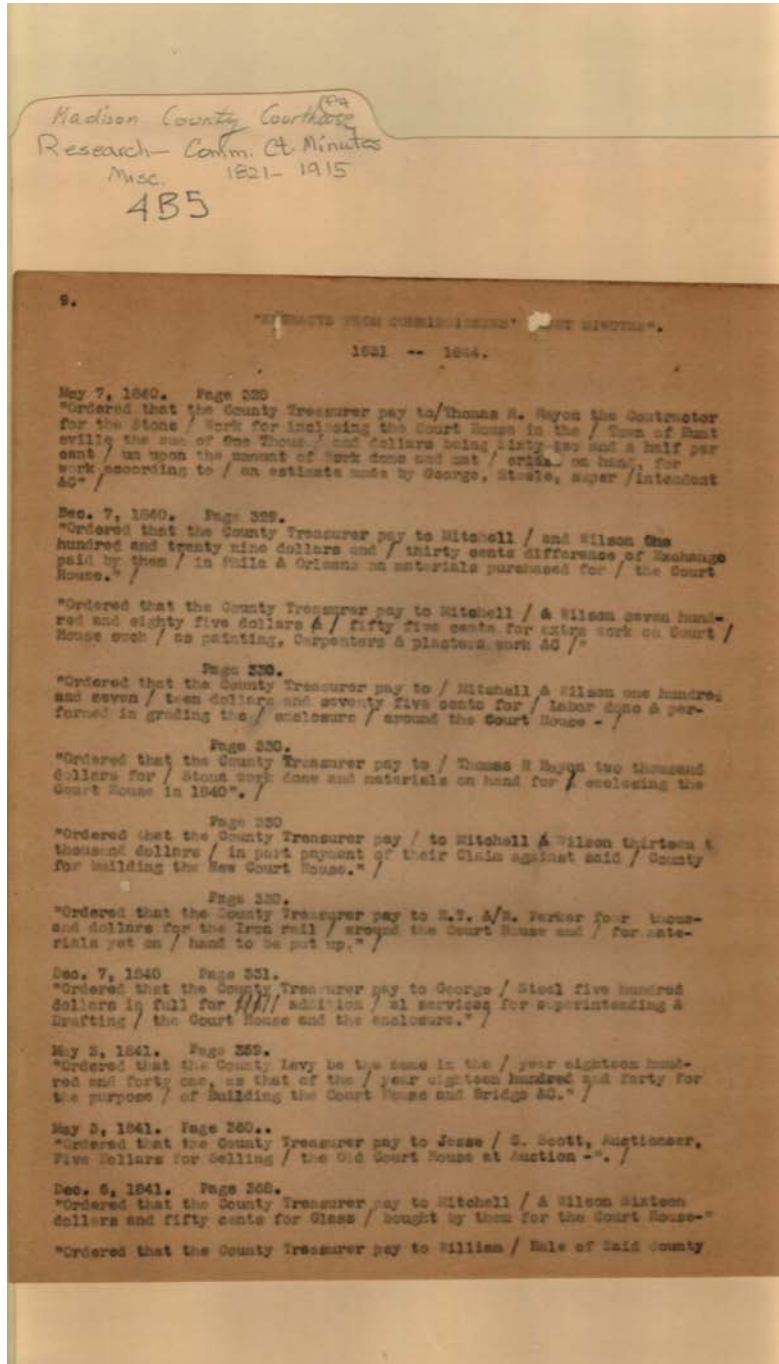 Madison County Courthouse
Research- Comm. Ct. Minutes
Misc. 1821- 1915
4B5
9.
"EXTRACTS FROM COMMISSIONERS' MINUTES".
1831 -- 1844.
May 7, 1840. Page 320
"Ordered that the County Treasurer pay to/Thomas R. Hayon the Contractor
for the Stone / Work for inclosing the Court House in the / Town of Hunt
sville the sum of One Thous / and dollars being Sixty two and a half per
cent / um upon the amount of Work done and mat / on hand, for
work according to / an estimate made by George, Steele, super /intendent
&C" /
Dec. 7, 1840. Page 329.
"Ordered that the County Treasurer pay to Mitchell / and Wilson One
hundred and twenty nine dollars and / thirty cents difference of Exchange
paid by them / in Phila & Orleans on materials purchased for / the Court
House." /
"Ordered that the County Treasurer pay to Mitchell / & Wilson seven hund-
red and eighty five dollars & / fifty five cents for extra work on Court /
House such / as painting, Carpenters & plasters work &C /"
Page 330.
"Ordered that the County Treasurer pay to / Mitchell & Wilson one hundred
and seven / teen dollars and seventy five cents for / Labor done & per-
formed in grading the / enclosure / around the Court House - /
Page 330.
"Ordered that the County Treasurer pay to / Thomas R Hayon two thousand
dollars for / Stone work done and materials on hand for / enclosing the
Court House in 1840". /
Page 330
"Ordered that the County Treasurer pay / to Mitchell & Wilson thirteen t
thousand dollars / in part payment of their Claim against said / County
for building the New Court House." /
Page 330.
"Ordered that the County Treasurer pay to H.T. &/R. Parker four thous-
and dollars for the Iron rail / around the Court House and / for mate-
rials yet on / hand to be put up." /
Dec. 7, 1840 Page 331.
"Ordered that the County Treasurer pay to George / Steel five hundred
dollars in full for //// addition / al services for superintending &
Drafting / the Court House and the enclosure." /
May 3, 1841. Page 359.
"Ordered that the County Levy be the same in the / year eighteen hund-
red and forty one, as that of the / year eighteen hundred and forty for
the purpose / of Building the Court House and Bridge &C." /
May 3, 1841. Page 360..
"Ordered that the County Treasurer pay to Jesse / G. Scott, Auctioneer,
Five Dollars for Selling / the Old Court House at Auction -". /
Dec. 6, 1841. Page 368.
"Ordered that the County Treasurer pay to Mitchell / & Wilson Sixteen
dollars and fifty cents for Glass / bought by them for the Court House-"
"Ordered that the County Treasurer pay to William / Hale of Said County